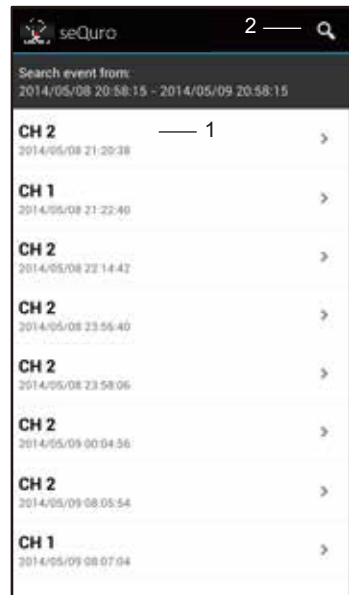 seQuro 2
Search event from:
2014/05/08 20:58:15 - 2014/05/09 20:58:15
CH 2 1
2014/05/08 21:20:38
CH 1
2014/05/08 21:22:40
CH 2
2014/05/08 22:14:42
CH 2
2014/05/08 23:56:40
CH 2
2014/05/08 23:58:06
CH 2
2014/05/09 00:04:56
CH 2
2014/05/09 08:05:54
CH 1
2014/05/09 08:07:04